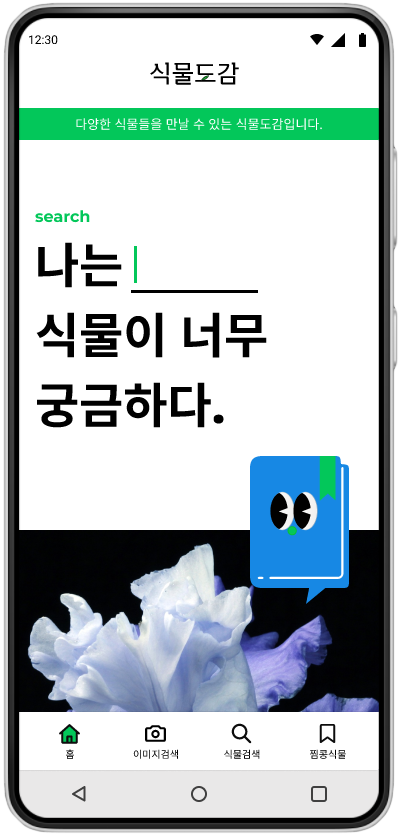 12:30
식물도감
다양한 식물들을 만날 수 있는 식물도감입니다.
search
나는
식물이 너무
궁금하다.
홈 이미지검색 식물검색 찜콩식물